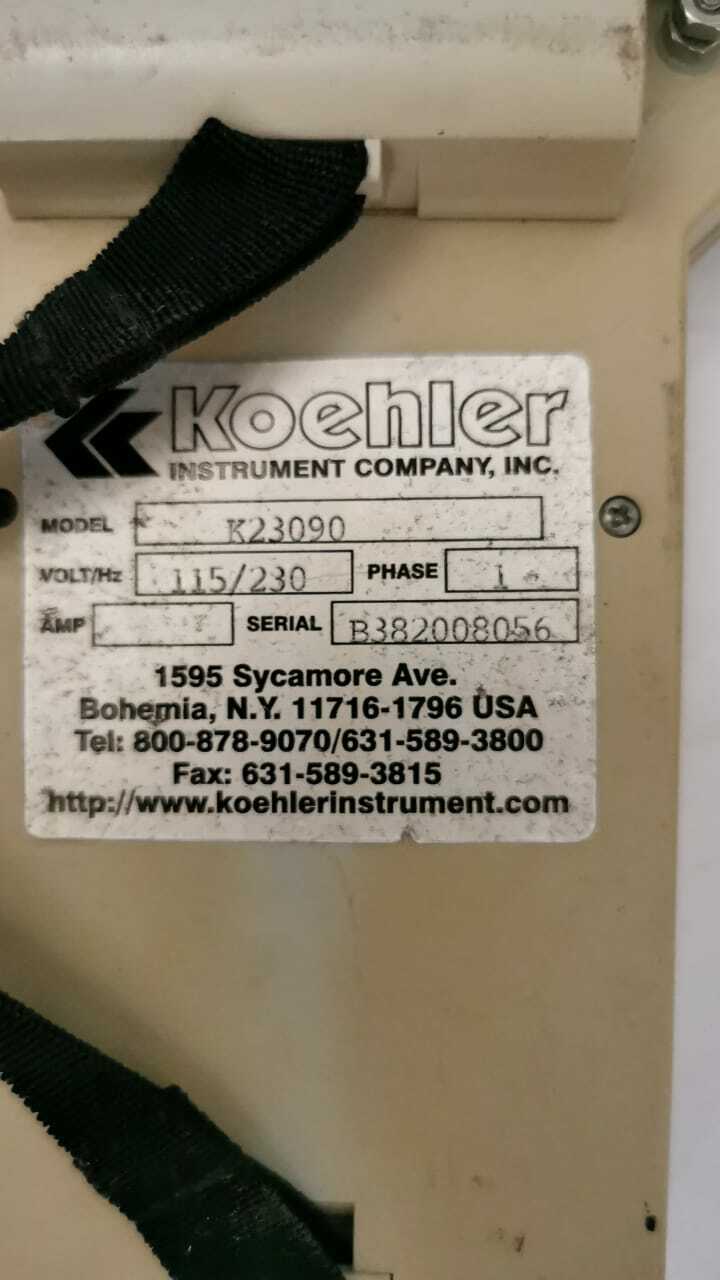 Koehler
INSTRUMENT COMPANY, INC.
MODEL K23090
VOLT/Hz 115/230 PHASE 1
AMP SERIAL B382008056
1595 Sycamore Ave.
Bohemia, N.Y. 11716-1796 USA
Tel: 800-878-9070/631-589-3800
Fax: 631-589-3815
http://www.koehlerinstrument.com